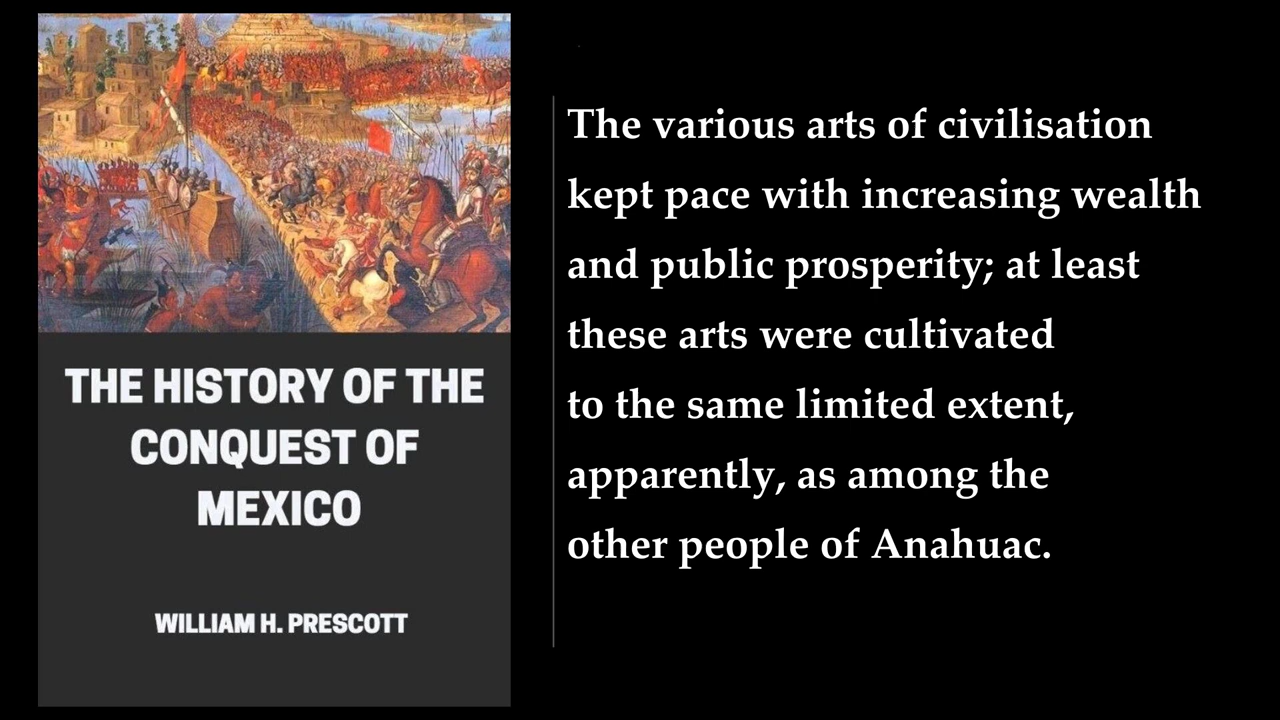 THE HISTORY OF THE
CONQUEST OF
MEXICO
WILLIAM H. PRESCOTT
The various arts of civilisation
kept pace with increasing wealth
and public prosperity; at least
these arts were cultivated
to the same limited extent,
apparently, as among the
other people of Anahuac.